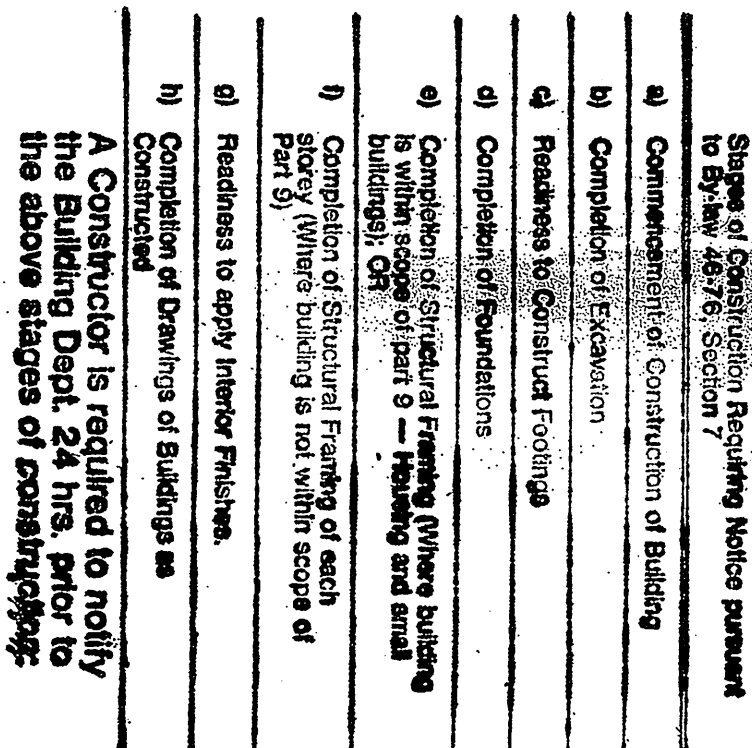 Stages of Construction Requiring Notice pursuant
to By-law 46-76, Section 7
a) Commencement of Construction of Building
b) Completion of Excavation
c) Readiness to Construct Footings
d) Completion of Foundations
e) Completion of Structural Framing (Where building
is within scope of part 9 — Housing and small
buildings); OR
f) Completion of Structural Framing of each
storey (Where building is not within scope of
Part 9).
g) Readiness to apply Interior Finishes.
h) Completion of Drawings of Buildings as
Constructed
A Constructor is required to notify
the Building Dept. 24 hrs. prior to
the above stages of construction.